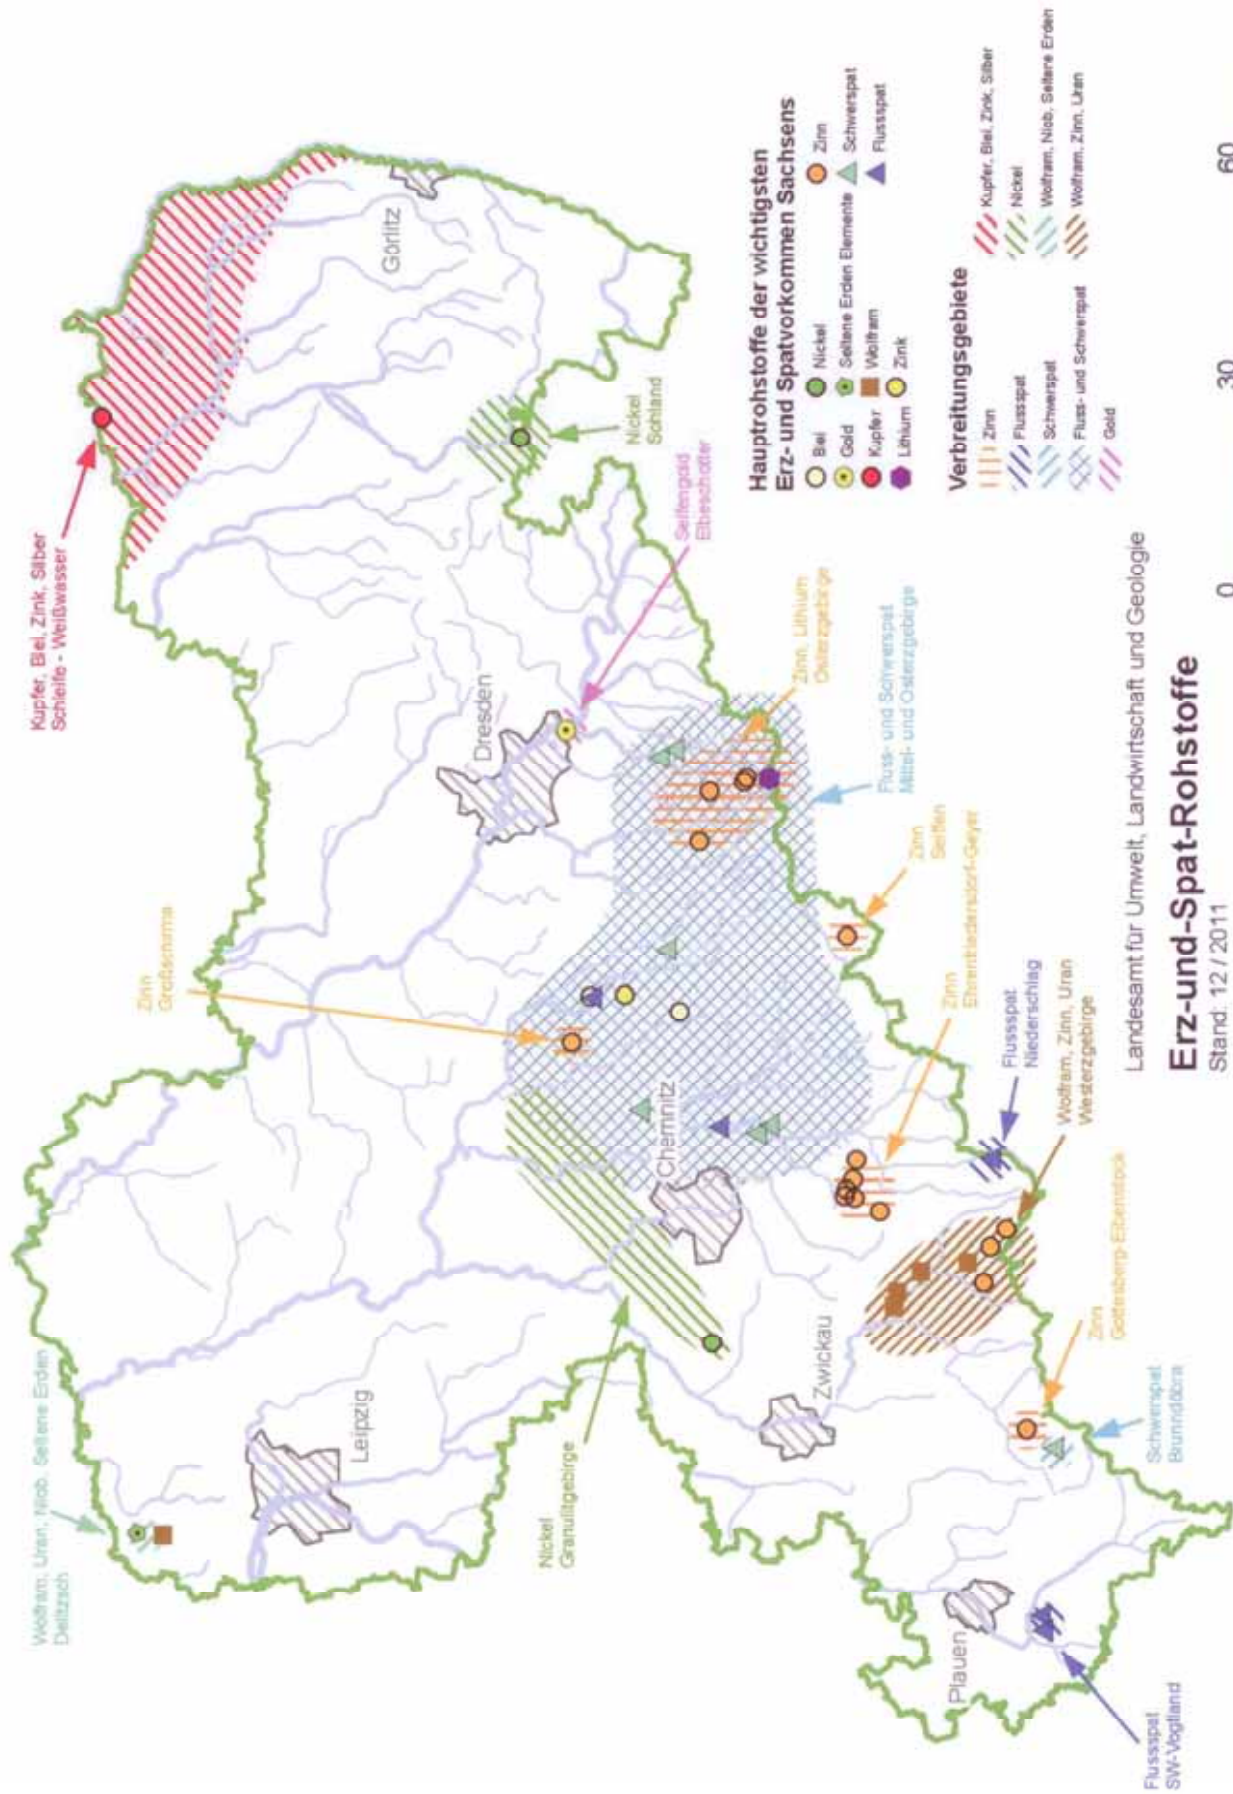 Kupfer, Blei, Zink, Silber
Schleife - Weißwasser
Wolfram, Uran, Niob, Seltene Erden
Delitzsch
Zinn
Großschirma
Leipzig
Dresden
Görlitz
Nickel
Sohland
Seifengold
Elbeschotter
Nickel
Granulitgebirge
Chemnitz
Zwickau
Plauen
Zinn, Lithium
Osterzgebirge
Fluss- und Schwerspat
Mittel- und Osterzgebirge
Zinn
Seiffen
Zinn
Ehrenfriedersdorf-Geyer
Flussspat
Niederschlag
Wolfram, Zinn, Uran
Westerzgebirge
Zinn
Gottesberg-Eibenstock
Schwerspat
Brunndöbra
Flussspat
SW-Vogtland
Hauptrohstoffe der wichtigsten
Erz- und Spatvorkommen Sachsens
Blei
Nickel
Zinn
Gold
Seltene Erden Elemente
Schwerspat
Kupfer
Wolfram
Flussspat
Lithium
Zink
Verbreitungsgebiete
Zinn
Kupfer, Blei, Zink, Silber
Flussspat
Nickel
Schwerspat
Wolfram, Niob, Seltene Erden
Fluss- und Schwerspat
Wolfram, Zinn, Uran
Gold
Landesamt für Umwelt, Landwirtschaft und Geologie
Erz-und-Spat-Rohstoffe
Stand: 12 / 2011
0 30 60